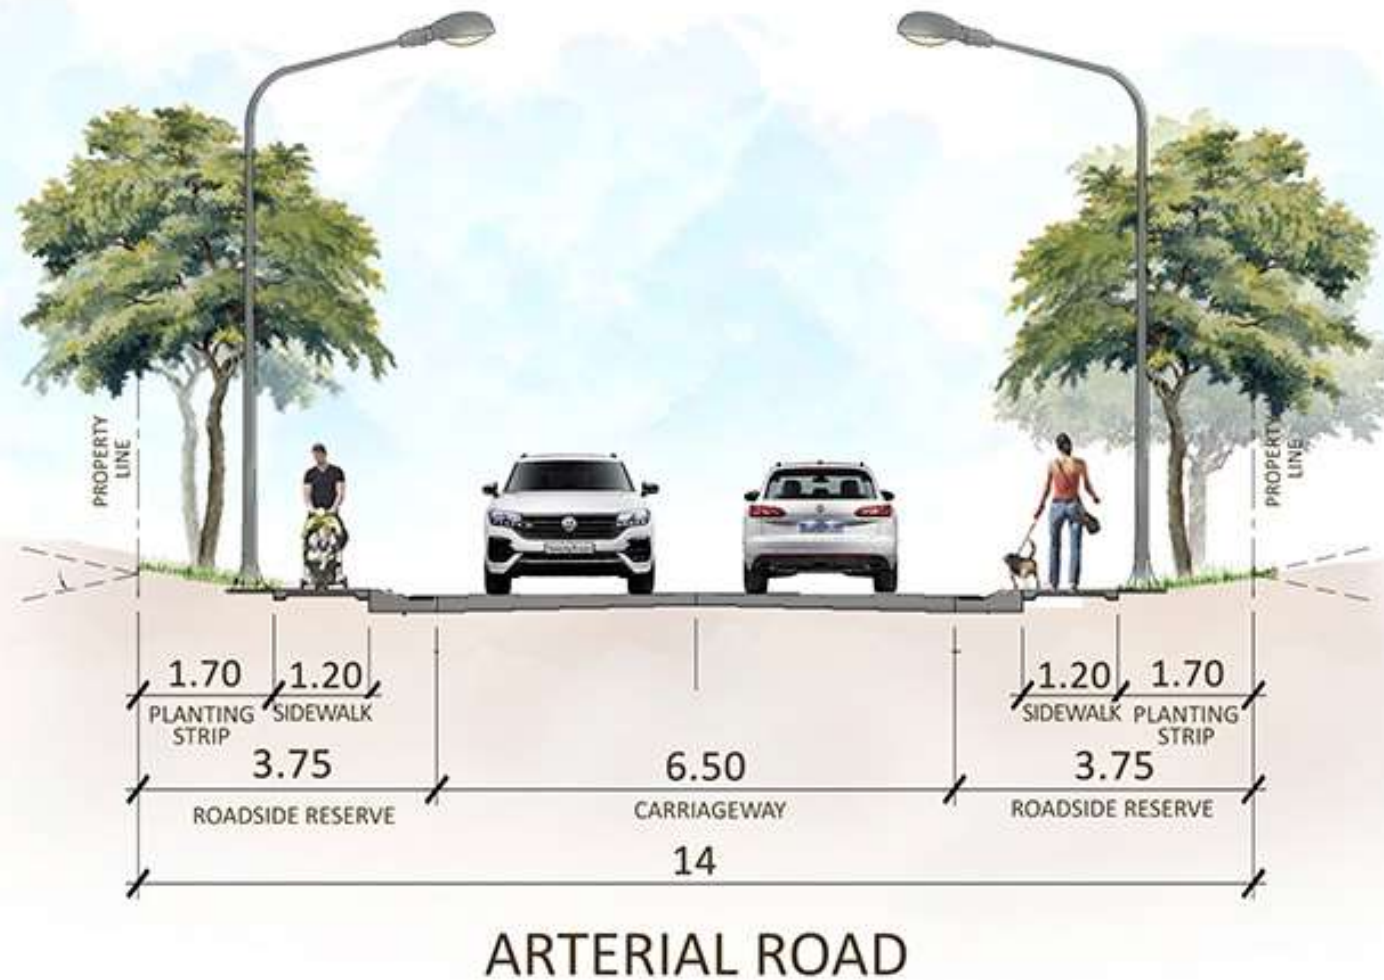 PROPERTY
LINE
PROPERTY
LINE
1.70
1.20
1.20
1.70
PLANTING
STRIP
SIDEWALK
SIDEWALK
PLANTING
STRIP
3.75
6.50
3.75
ROADSIDE RESERVE
CARRIAGEWAY
ROADSIDE RESERVE
14
ARTERIAL ROAD